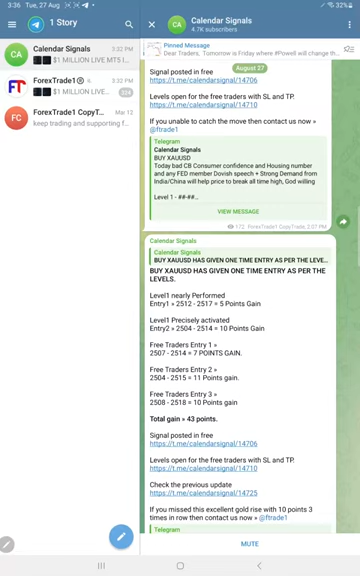 3:36 Tue, 27 Aug
32%
1 Story
Calendar Signals 3:32 PM
$1 MILLION LIVE MT5 I...
ForexTrade1 3:32 PM
$1 MILLION LIVE...
ForexTrade1 CopyTrade... Mar 12
keep trading and supporting f...
Calendar Signals
4.7K subscribers
Pinned Message
Dear Traders, Tomorrow is Friday where #Powell will change th...
August 27
Signal posted in free
https://t.me/calendarsignal/14706
Levels open for the free traders with SL and TP.
https://t.me/calendarsignal/14710
If you unable to catch the move then contact us now »
@ftrade1
Telegram
Calendar Signals
BUY XAUUSD
Today bad CB Consumer confidence and Housing number
and any FED member Dovish speech + Strong Demand from
India/China will help price to break all time high, God willing
Level 1 - ##-##...
VIEW MESSAGE
172 ForexTrade1 CopyTrade, 2:07 PM
Calendar Signals
Calendar Signals
BUY XAUUSD HAS GIVEN ONE TIME ENTRY AS PER THE LEVE...
BUY XAUUSD HAS GIVEN ONE TIME ENTRY AS PER THE
LEVELS.
Level1 nearly Performed
Entry1 » 2512 - 2517 = 5 Points Gain
Level1 Precisely activated
Entry2 » 2504 - 2514 = 10 Points Gain
Free Traders Entry 1 »
2507 - 2514 = 7 POINTS GAIN.
Free Traders Entry 2 »
2504 - 2515 = 11 Points gain.
Free Traders Entry 3 »
2508 - 2518 = 10 Points gain
Total gain » 43 points.
Signal posted in free
https://t.me/calendarsignal/14706
Levels open for the free traders with SL and TP.
https://t.me/calendarsignal/14710
Check the previous update
https://t.me/calendarsignal/14725
If you missed this excellent gold rise with 10 points 3
times in row then contact us now » @ftrade1
Telegram
MUTE